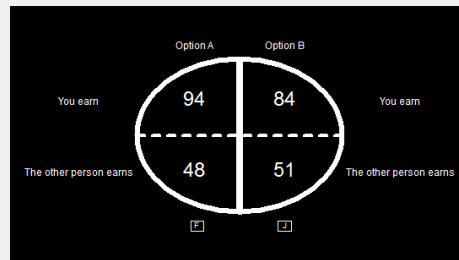 Option A Option B
You earn 94 84 You earn
The other person earns 48 51 The other person earns
F J